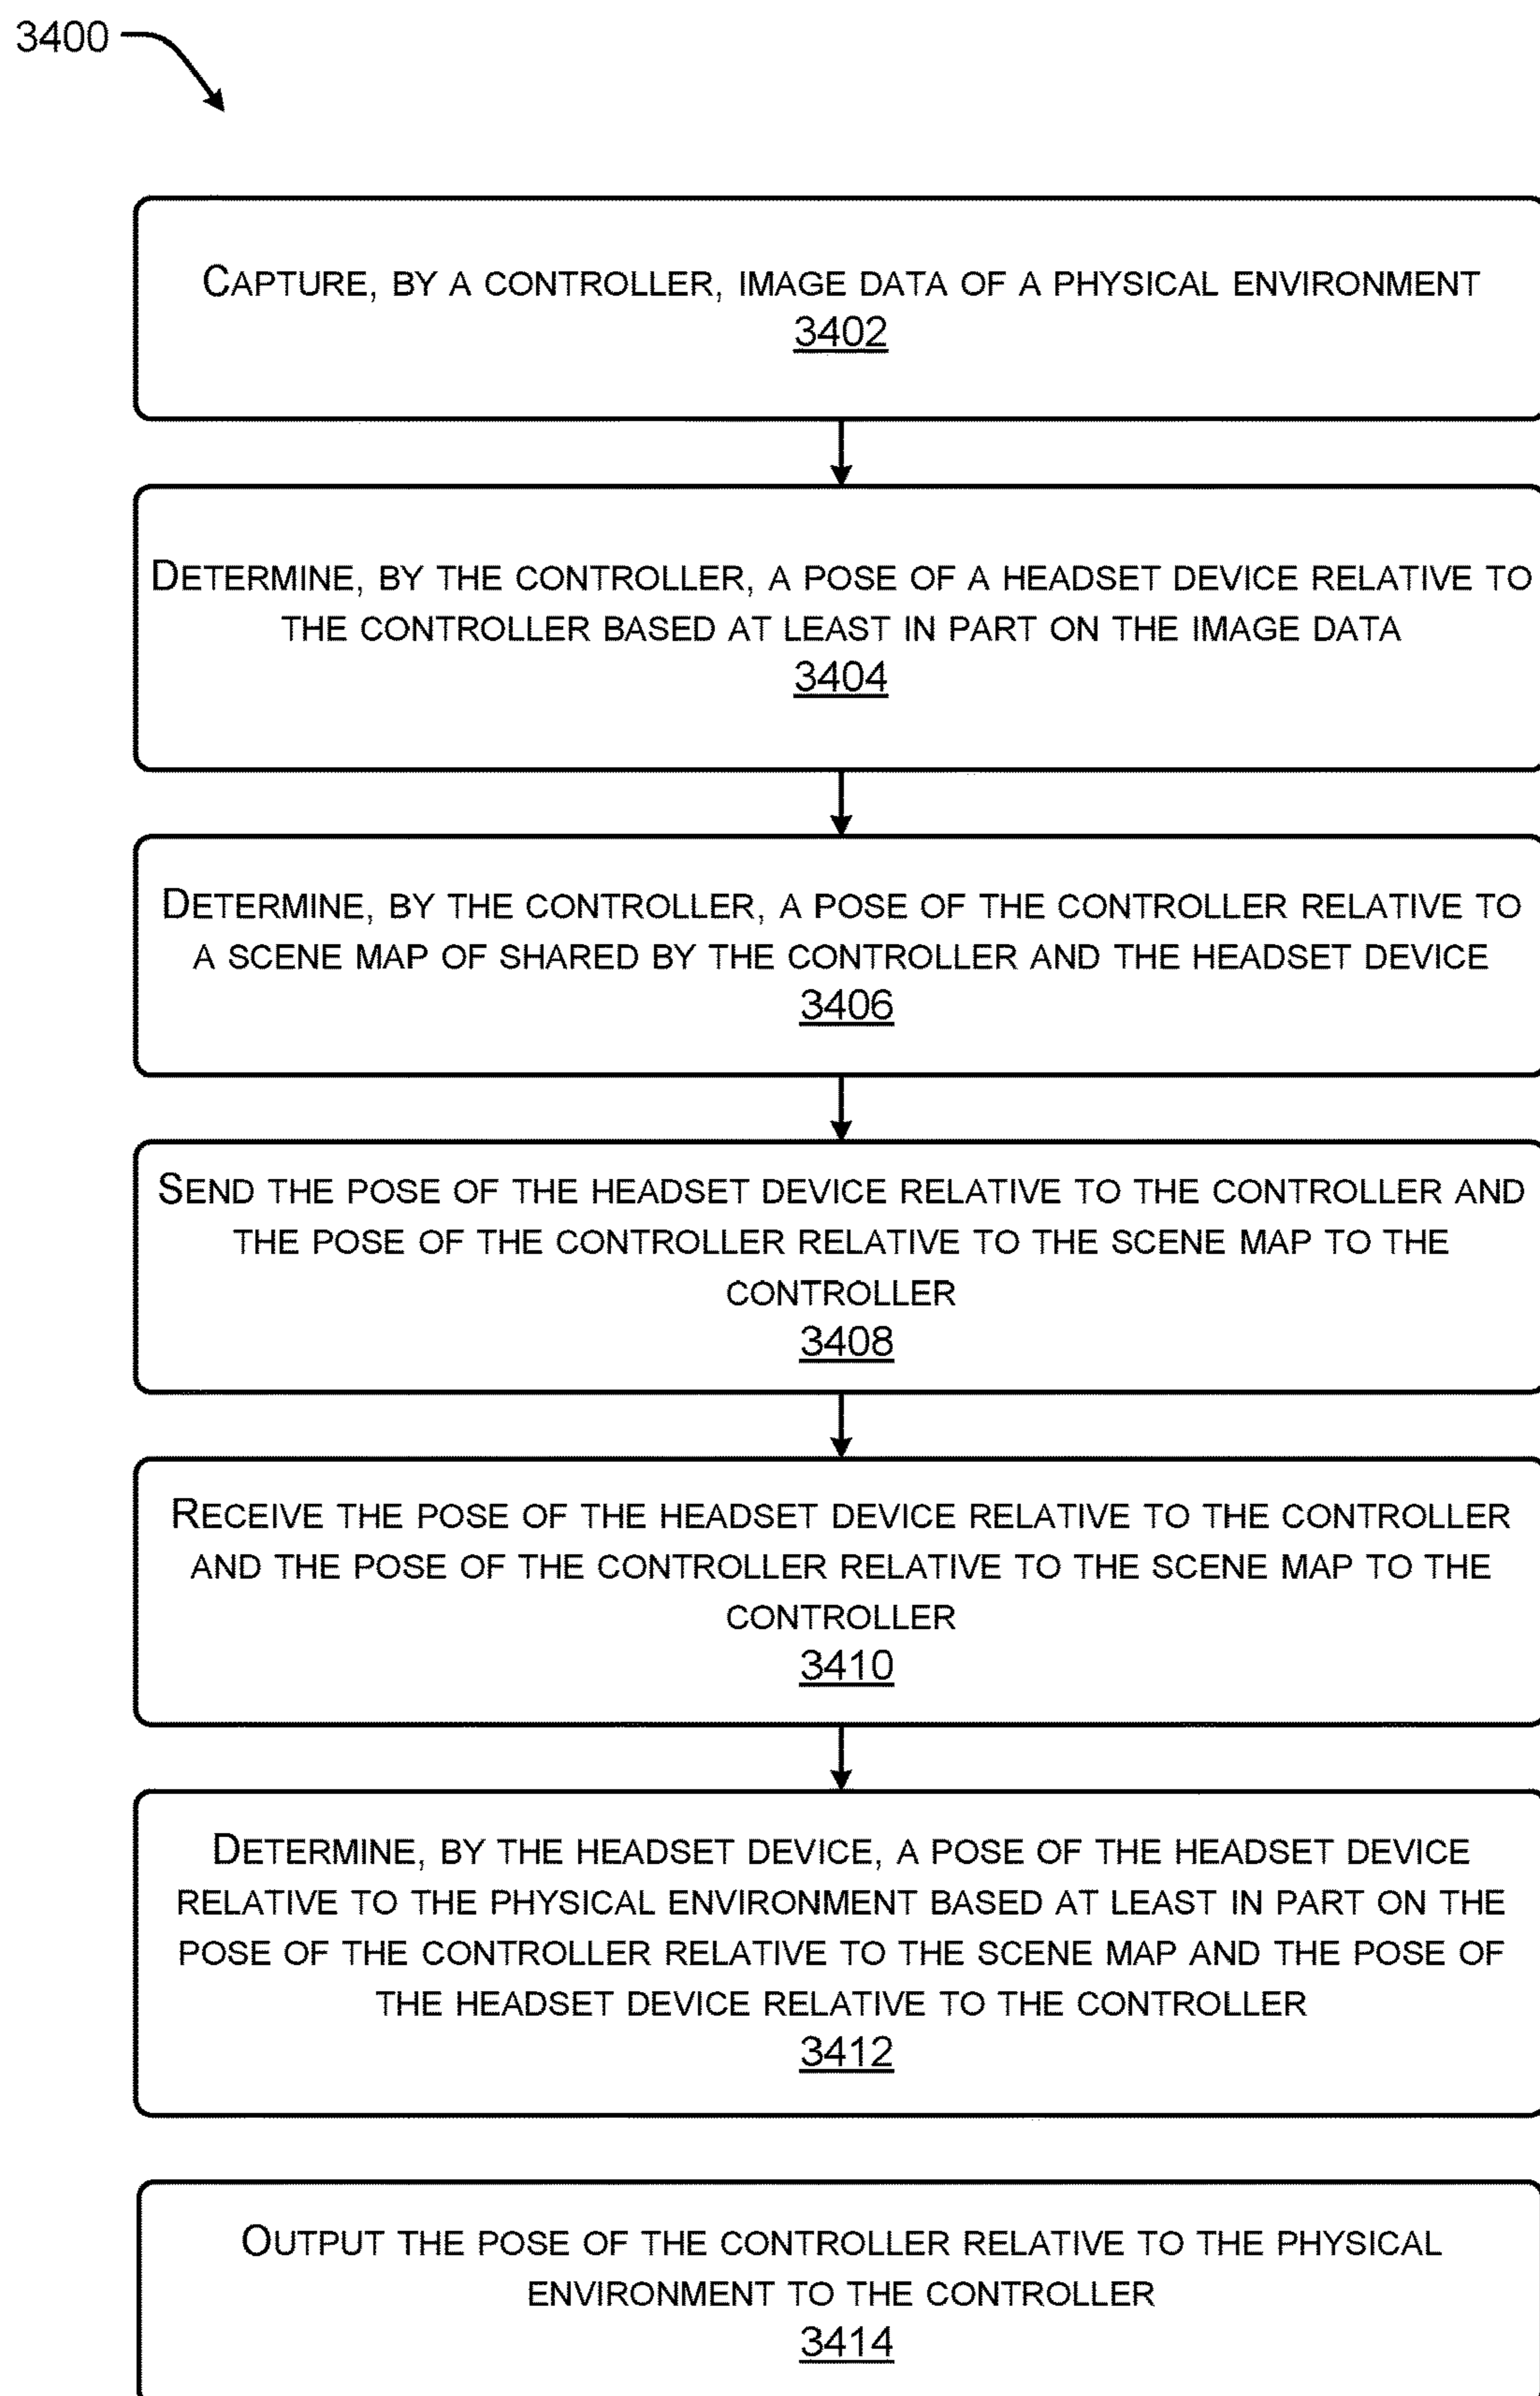 3400
CAPTURE, BY A CONTROLLER, IMAGE DATA OF A PHYSICAL ENVIRONMENT
3402
DETERMINE, BY THE CONTROLLER, A POSE OF A HEADSET DEVICE RELATIVE TO
THE CONTROLLER BASED AT LEAST IN PART ON THE IMAGE DATA
3404
DETERMINE, BY THE CONTROLLER, A POSE OF THE CONTROLLER RELATIVE TO
A SCENE MAP OF SHARED BY THE CONTROLLER AND THE HEADSET DEVICE
3406
SEND THE POSE OF THE HEADSET DEVICE RELATIVE TO THE CONTROLLER AND
THE POSE OF THE CONTROLLER RELATIVE TO THE SCENE MAP TO THE
CONTROLLER
3408
RECEIVE THE POSE OF THE HEADSET DEVICE RELATIVE TO THE CONTROLLER
AND THE POSE OF THE CONTROLLER RELATIVE TO THE SCENE MAP TO THE
CONTROLLER
3410
DETERMINE, BY THE HEADSET DEVICE, A POSE OF THE HEADSET DEVICE
RELATIVE TO THE PHYSICAL ENVIRONMENT BASED AT LEAST IN PART ON THE
POSE OF THE CONTROLLER RELATIVE TO THE SCENE MAP AND THE POSE OF
THE HEADSET DEVICE RELATIVE TO THE CONTROLLER
3412
OUTPUT THE POSE OF THE CONTROLLER RELATIVE TO THE PHYSICAL
ENVIRONMENT TO THE CONTROLLER
3414